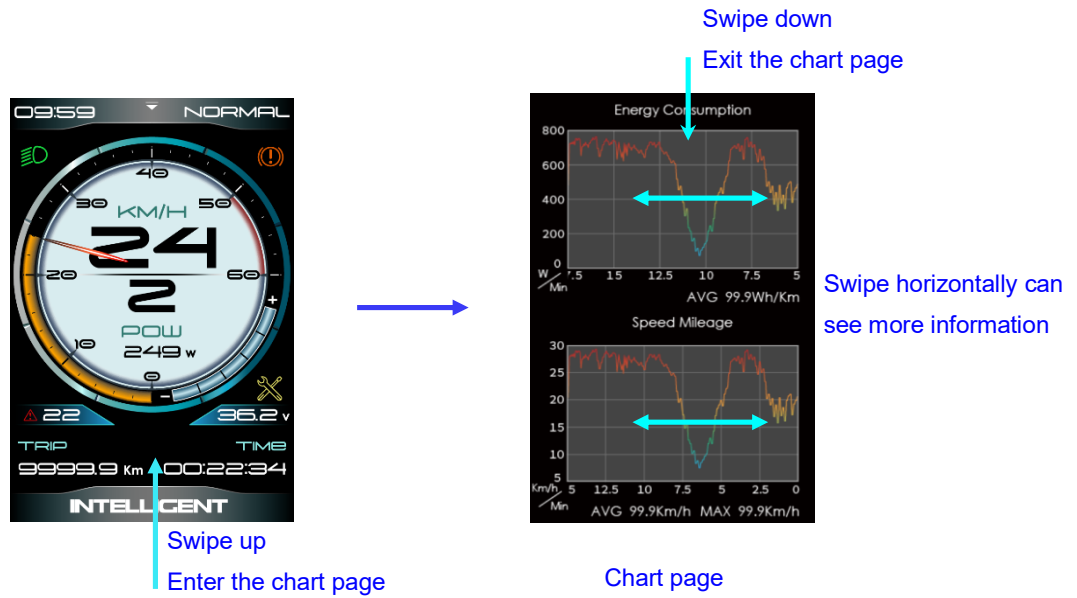 Swipe down
Exit the chart page
09:59
NORMAL
40
30
50
KM/H
24
20
60
2
+
POW
10
249 w
0
-
22
36.2 v
TRIP
TIME
9999.9 Km
00:22:34
INTELLIGENT
Swipe up
Enter the chart page
Energy Consumption
800
600
400
200
0
W/Min
7.5 15 12.5 10 7.5 5
AVG 99.9Wh/Km
Speed Mileage
30
25
20
15
10
5
Km/h/Min
5 12.5 10 7.5 5 2.5 0
AVG 99.9Km/h MAX 99.9Km/h
Swipe horizontally can
see more information
Chart page